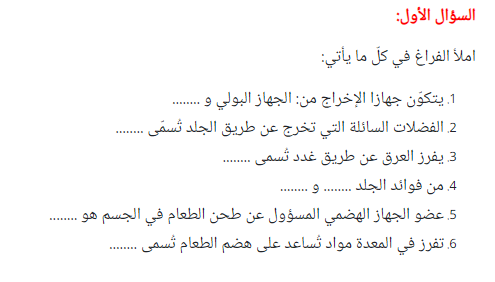 السؤال الأول:
املأ الفراغ في كلّ ما يأتي:
1. يتكوّن جهازا الإخراج من: الجهاز البولي و ........
2. الفضلات السائلة التي تخرج عن طريق الجلد تُسمّى ........
3. يفرز العرق عن طريق غدد تُسمى ........
4. من فوائد الجلد ........ و ........
5. عضو الجهاز الهضمي المسؤول عن طحن الطعام في الجسم هو ........
6. تفرز في المعدة مواد تُساعد على هضم الطعام تُسمى ........